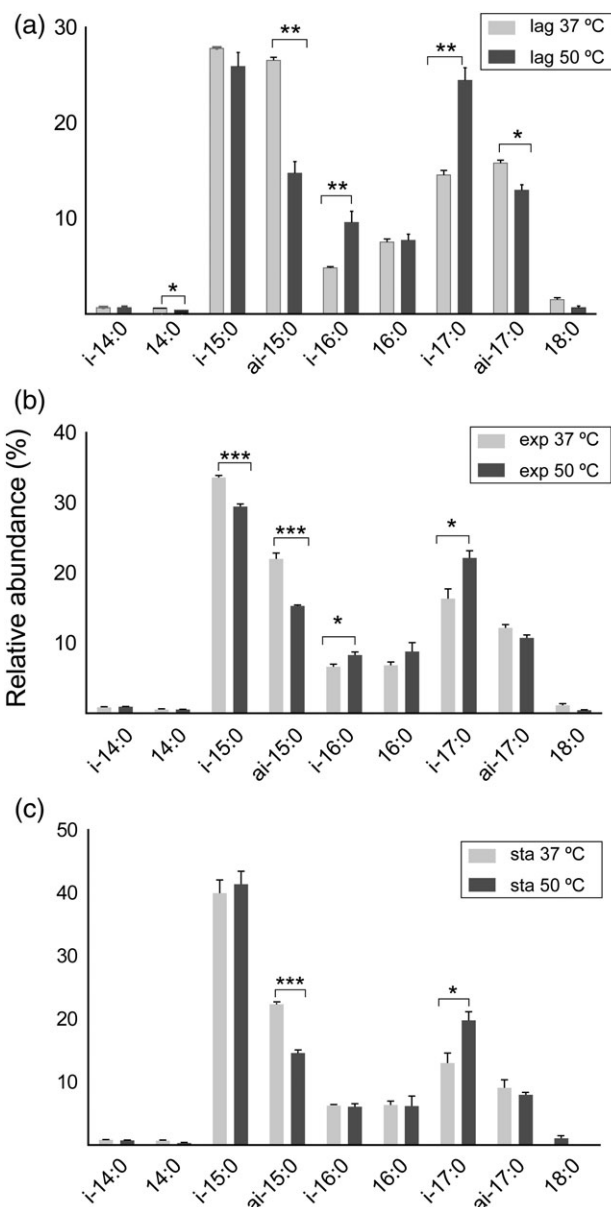 (a)
30
20
10
lag 37 ºC
lag 50 ºC
*
**
**
**
*
i-14:0
14:0
i-15:0
ai-15:0
i-16:0
16:0
i-17:0
ai-17:0
18:0
(b)
Relative abundance (%)
40
30
20
10
exp 37 ºC
exp 50 ºC
***
***
*
*
i-14:0
14:0
i-15:0
ai-15:0
i-16:0
16:0
i-17:0
ai-17:0
18:0
(c)
50
40
30
20
10
sta 37 ºC
sta 50 ºC
***
*
i-14:0
14:0
i-15:0
ai-15:0
i-16:0
16:0
i-17:0
ai-17:0
18:0